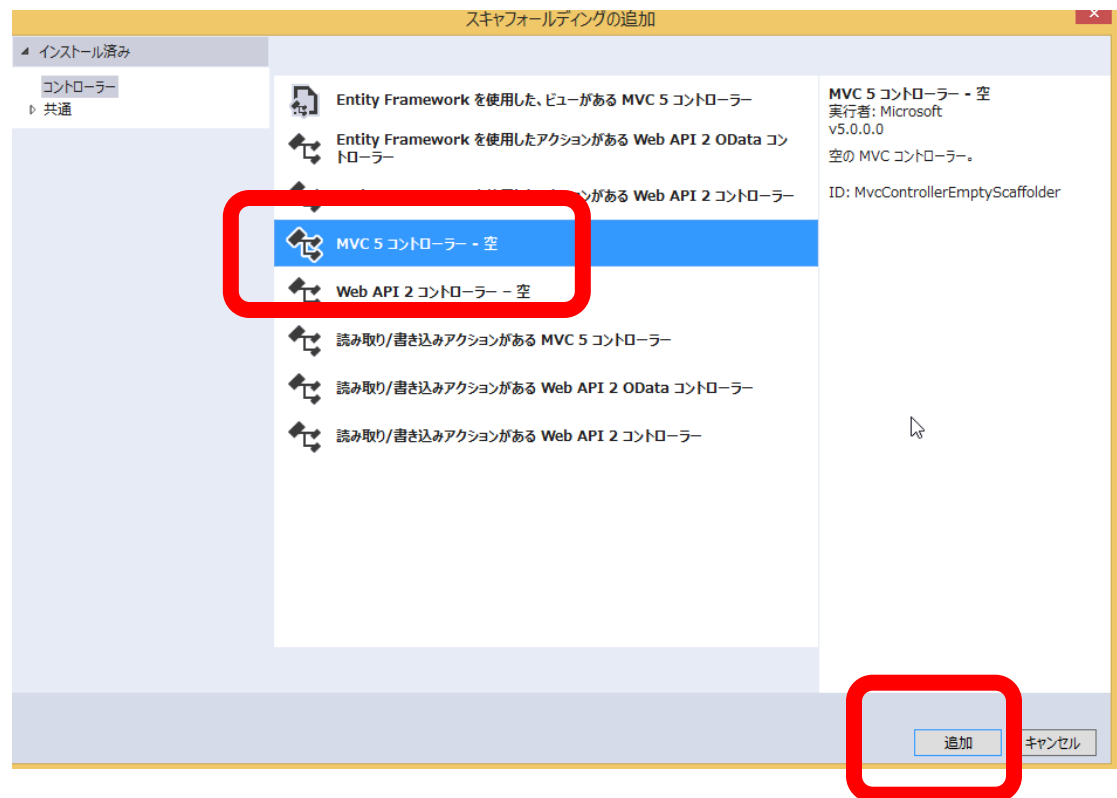 スキャフォールディングの追加
インストール済み
コントローラー
共通
Entity Framework を使用した、ビューがある MVC 5 コントローラー
Entity Framework を使用したアクションがある Web API 2 OData コン
トローラー
ンがある Web API 2 コントローラー
MVC 5 コントローラー - 空
Web API 2 コントローラー – 空
読み取り/書き込みアクションがある MVC 5 コントローラー
読み取り/書き込みアクションがある Web API 2 OData コントローラー
読み取り/書き込みアクションがある Web API 2 コントローラー
MVC 5 コントローラー - 空
実行者: Microsoft
v5.0.0.0
空の MVC コントローラー。
ID: MvcControllerEmptyScaffolder
追加
キャンセル